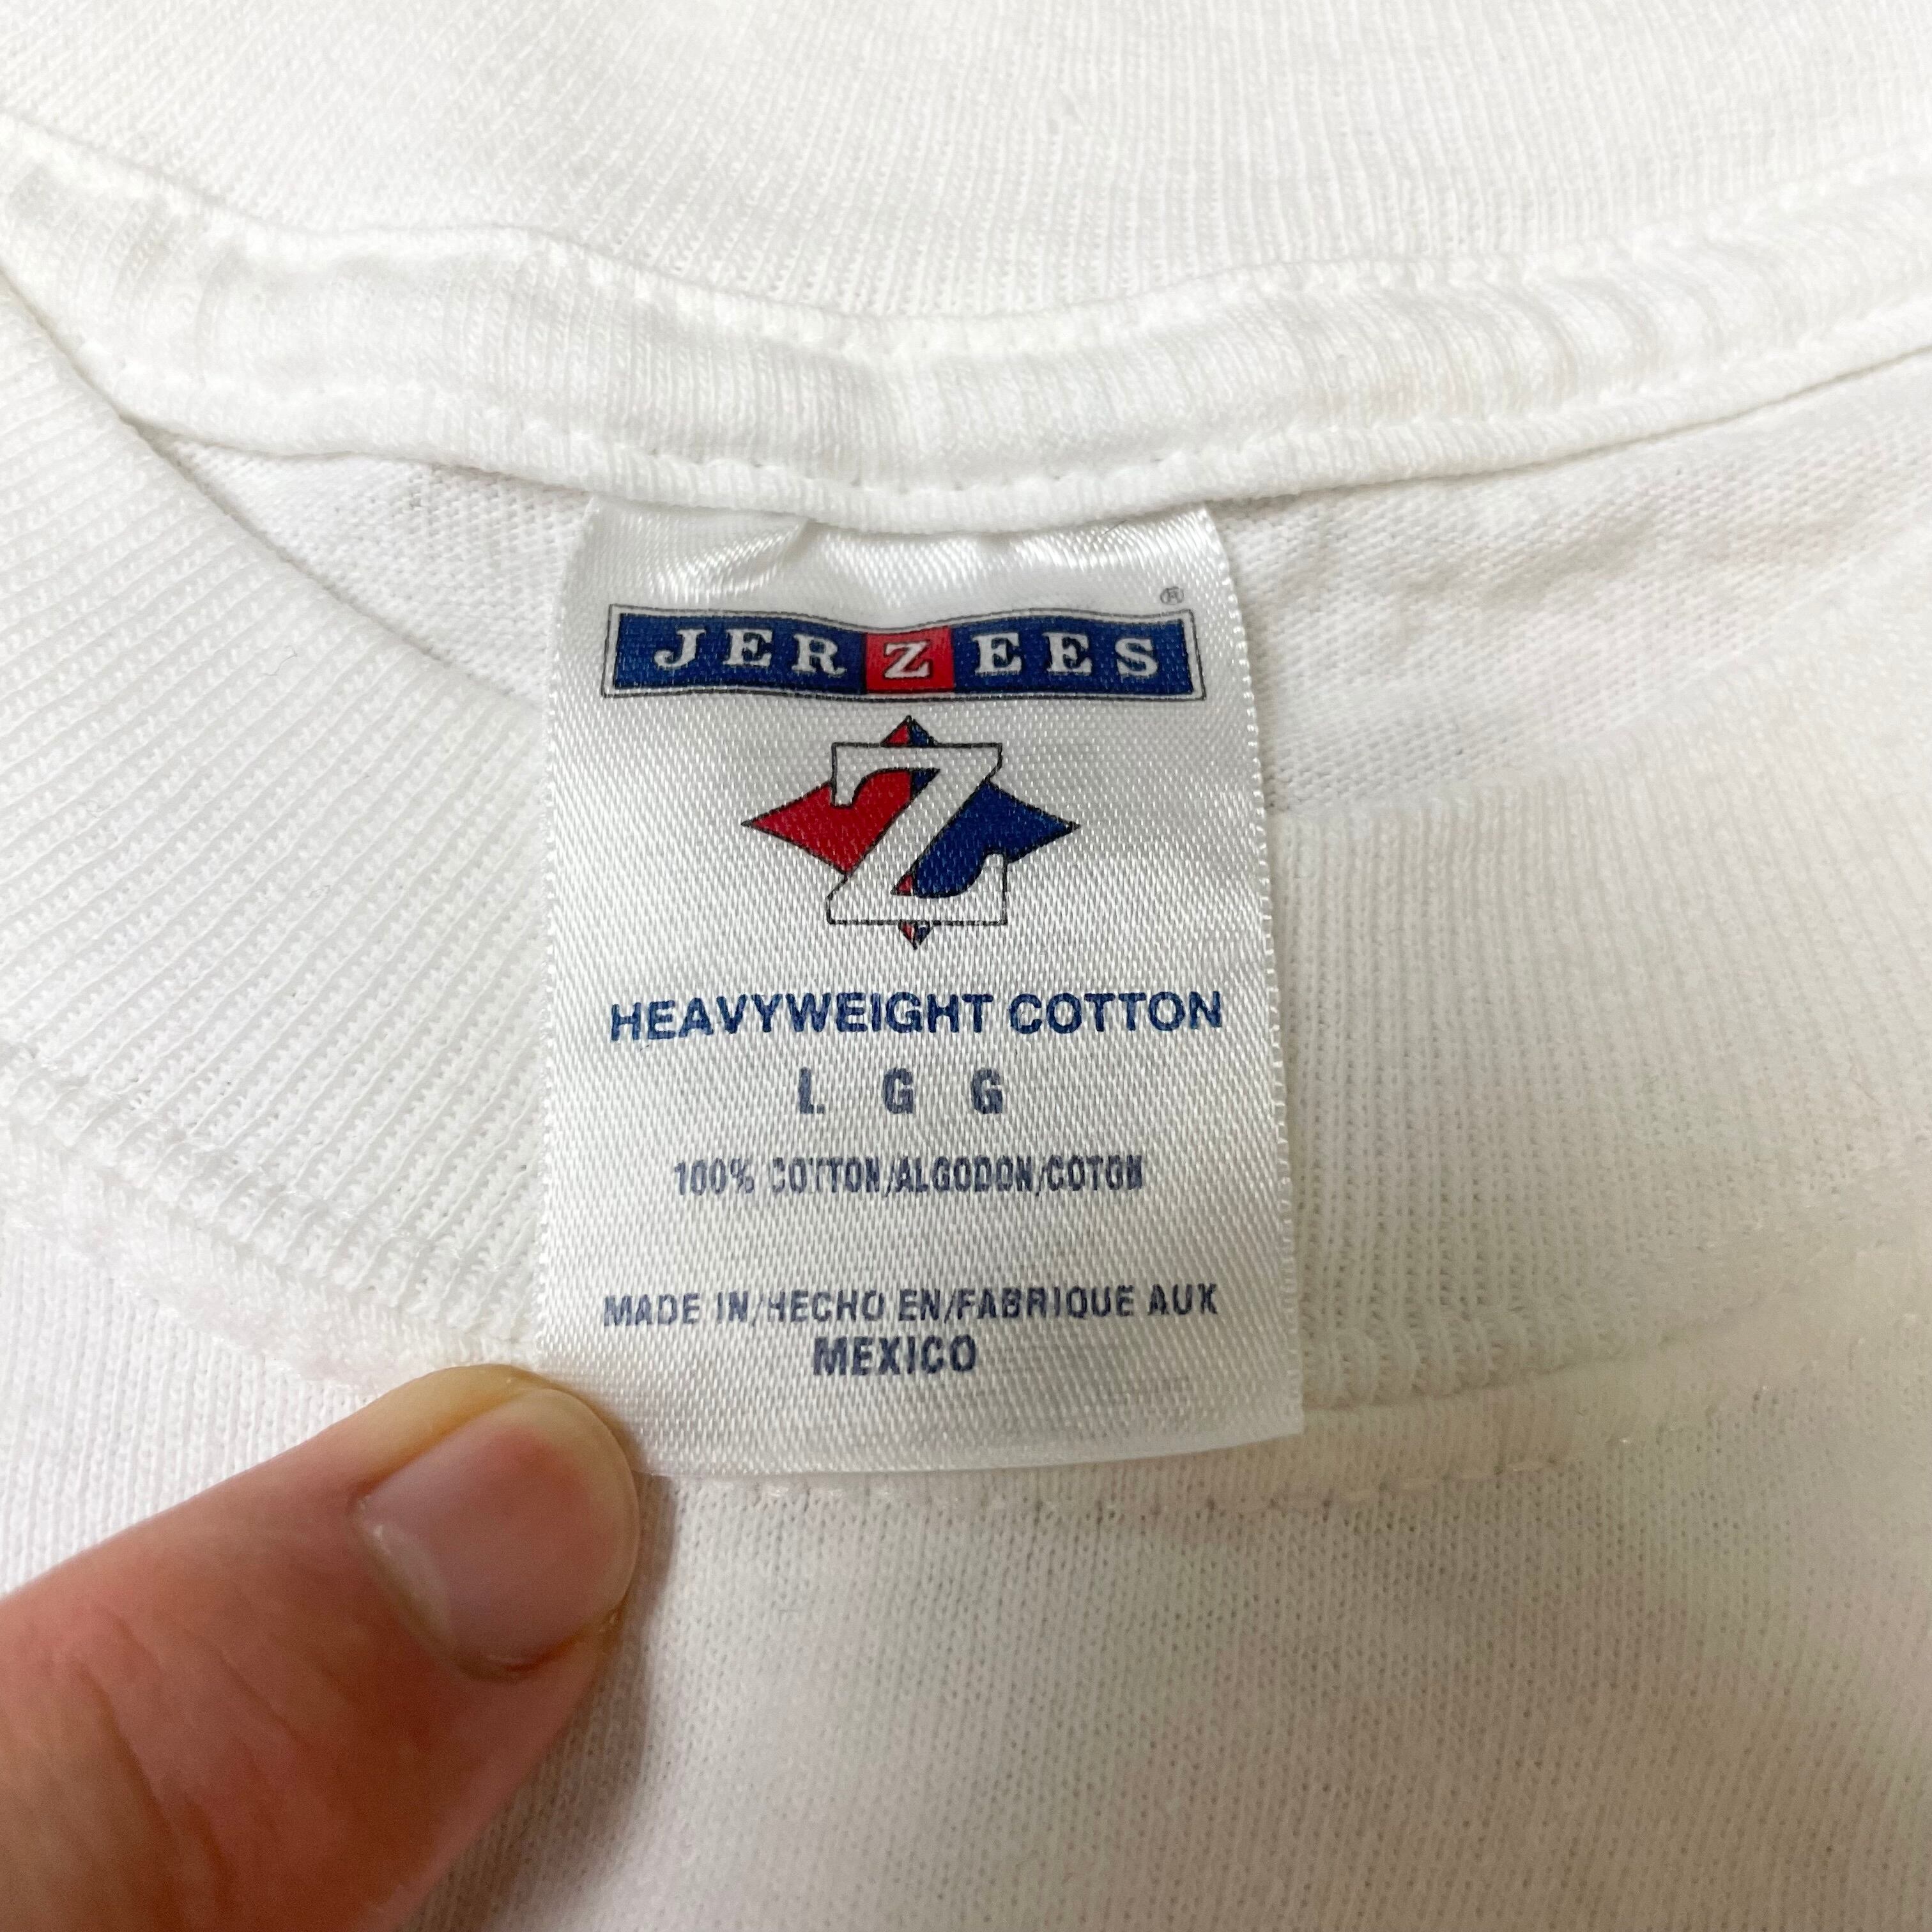 JERZEES®
Z
HEAVYWEIGHT COTTON
L G G
100% COTTON/ALGODON/COTON
MADE IN/HECHO EN/FABRIQUE AUX
MEXICO